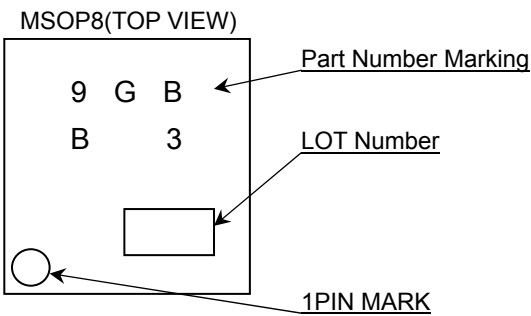 MSOP8(TOP VIEW)
Part Number Marking
9 G B
B 3
LOT Number
1PIN MARK